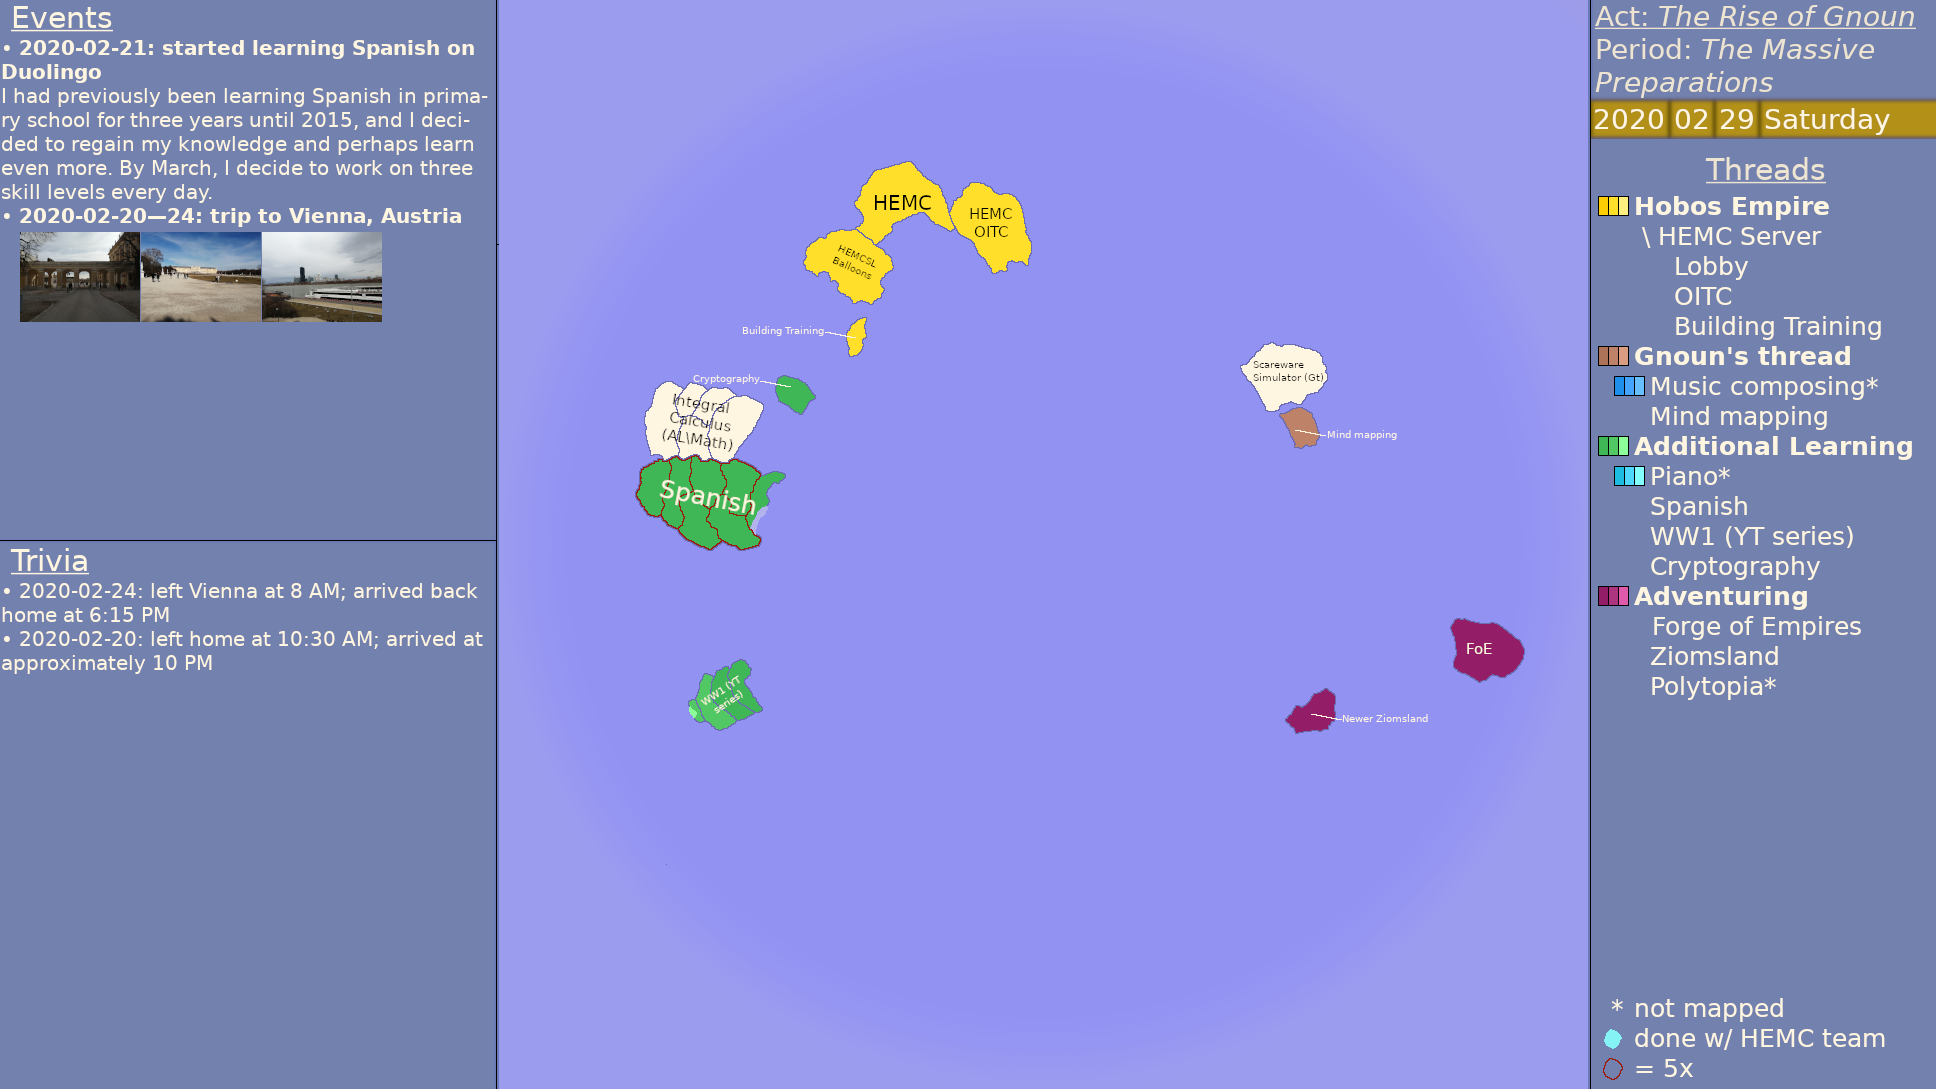 Events
• 2020-02-21: started learning Spanish on
Duolingo
I had previously been learning Spanish in prima-
ry school for three years until 2015, and I deci-
ded to regain my knowledge and perhaps learn
even more. By March, I decide to work on three
skill levels every day.
• 2020-02-20—24: trip to Vienna, Austria
Trivia
• 2020-02-24: left Vienna at 8 AM; arrived back
home at 6:15 PM
• 2020-02-20: left home at 10:30 AM; arrived at
approximately 10 PM
HEMC
HEMC
OITC
HEMCSL
Balloons
Building Training
Cryptography
Integral
Calculus
(AL\Math)
Spanish
WW1 (YT
series)
Scareware
Simulator (Gt)
Mind mapping
FoE
Newer Ziomsland
Act: The Rise of Gnoun
Period: The Massive
Preparations
2020 02 29 Saturday
Threads
Hobos Empire
\ HEMC Server
Lobby
OITC
Building Training
Gnoun's thread
Music composing*
Mind mapping
Additional Learning
Piano*
Spanish
WW1 (YT series)
Cryptography
Adventuring
Forge of Empires
Ziomsland
Polytopia*
* not mapped
done w/ HEMC team
= 5x